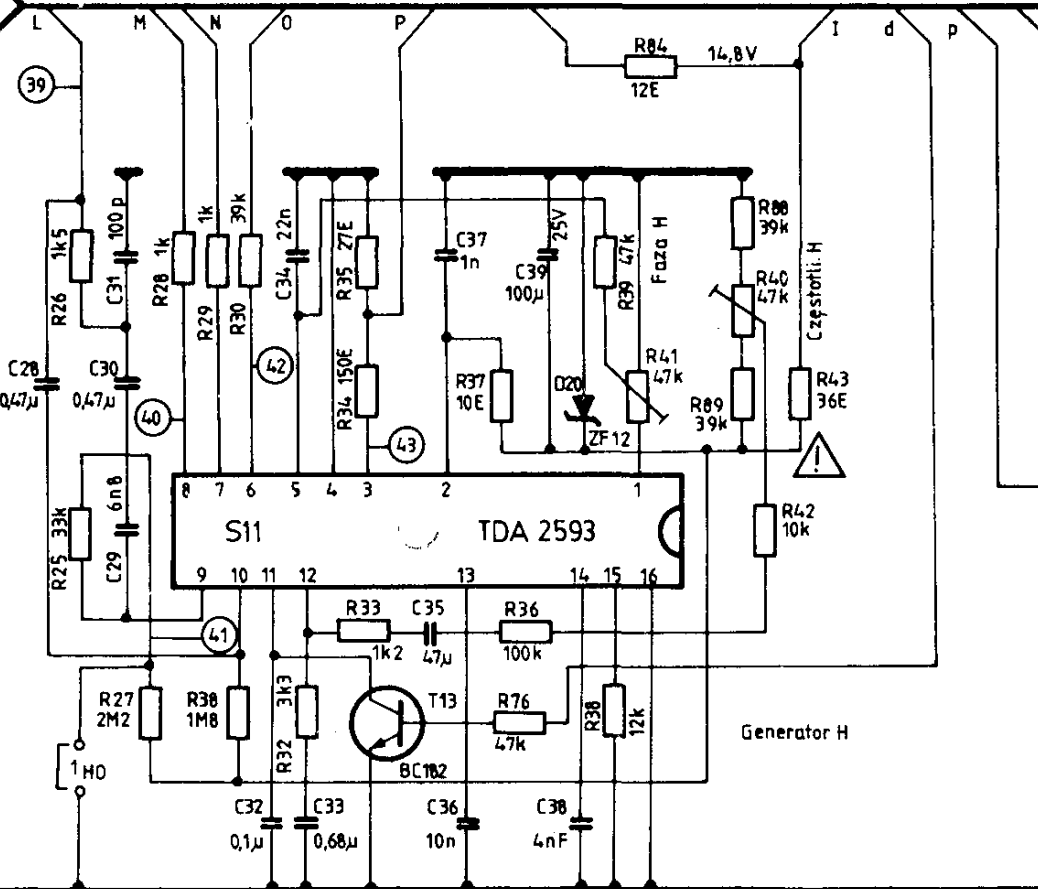 L M N O P I d p
39
R84
14,8V
12E
1k5
R26
100p
C31
1k
R28
1k
R29
39k
R30
22n
C34
27E
R35
150E
R34
C37
1n
25V
C39
100µ
47k
R39
Faza H
R88
39k
R40
47k
Częstotli. H
C28
0,47µ
C30
0,47µ
40
42
43
R37
10E
D20
ZF12
R41
47k
R89
39k
R43
36E
!
33k
R25
6n8
C29
8 7 6 5 4 3 2 1
S11
TDA 2593
9 10 11 12 13 14 15 16
R42
10k
41
R33
1k2
C35
47µ
R36
100k
R27
2M2
R38
1M8
3k3
R32
T13
BC182
R76
47k
R38
12k
Generator H
1 HO
C32
0,1µ
C33
0,68µ
C36
10n
C38
4nF